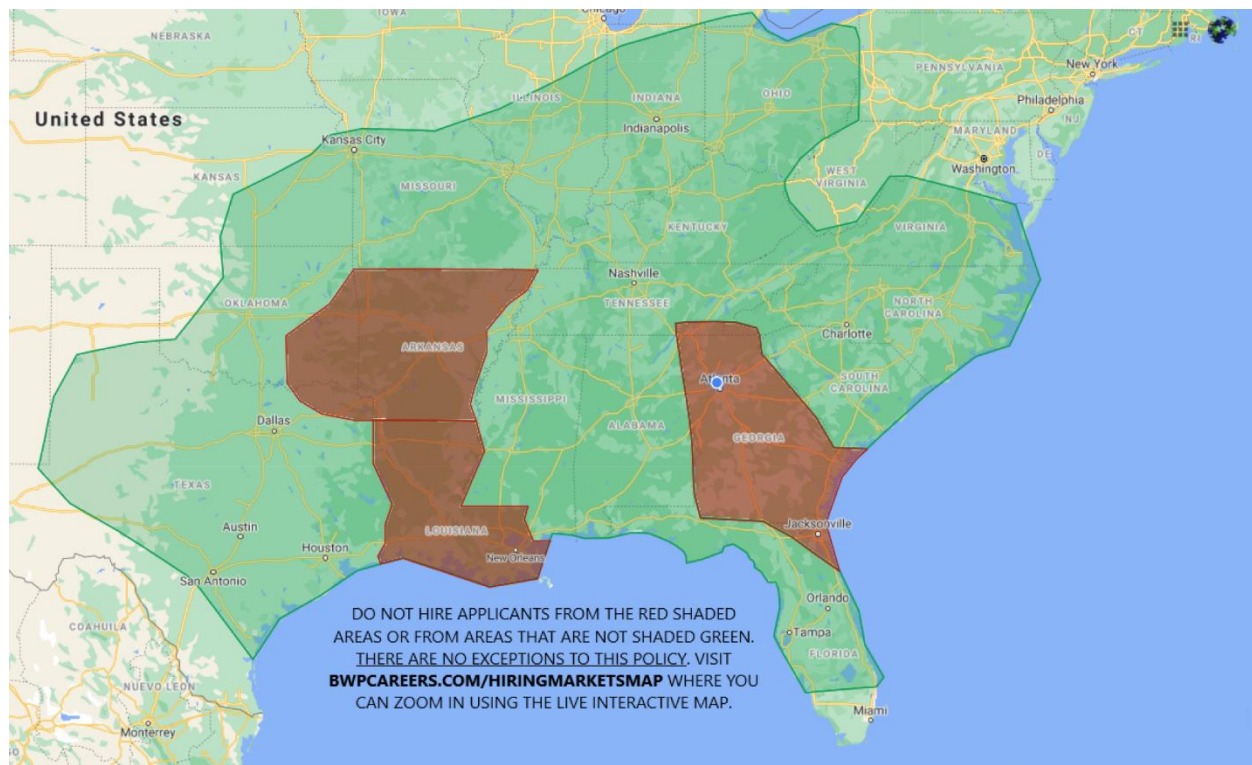 Chicago
IOWA
NEBRASKA
CT
RI
New York
PENNSYLVANIA
United States
ILLINOIS
INDIANA
OHIO
Philadelphia
NJ
Indianapolis
MARYLAND
Kansas City
DE
WEST
VIRGINIA
Washington
KANSAS
MISSOURI
KENTUCKY
VIRGINIA
Nashville
OKLAHOMA
TENNESSEE
NORTH
CAROLINA
Charlotte
ARKANSAS
Atlanta
SOUTH
CAROLINA
MISSISSIPPI
Dallas
ALABAMA
GEORGIA
TEXAS
Austin
LOUISIANA
Jacksonville
Houston
New Orleans
San Antonio
Orlando
COAHUILA
Tampa
FLORIDA
NUEVO LEON
Miami
Monterrey
DO NOT HIRE APPLICANTS FROM THE RED SHADED
AREAS OR FROM AREAS THAT ARE NOT SHADED GREEN.
THERE ARE NO EXCEPTIONS TO THIS POLICY. VISIT
BWPCAREERS.COM/HIRINGMARKETSMAP WHERE YOU
CAN ZOOM IN USING THE LIVE INTERACTIVE MAP.